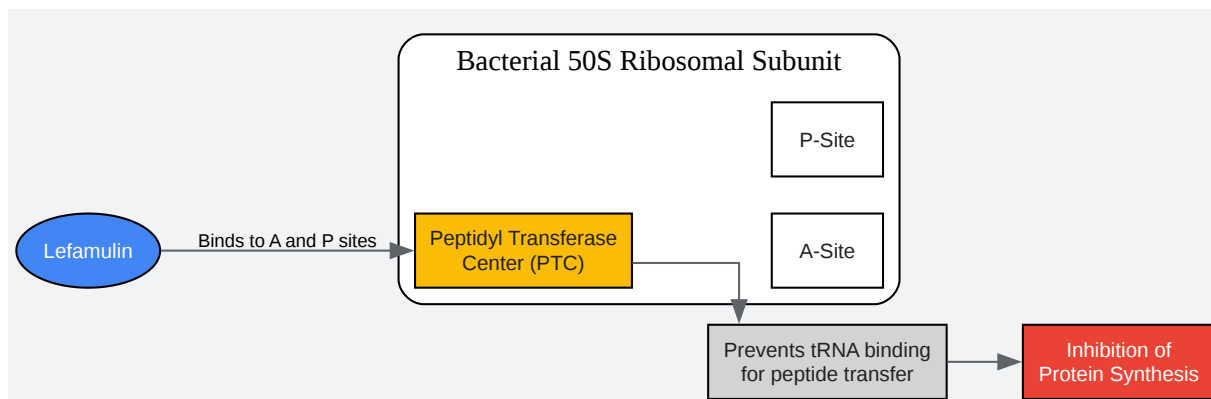 Bacterial 50S Ribosomal Subunit
P-Site
Lefamulin
Binds to A and P sites
Peptidyl Transferase
Center (PTC)
A-Site
Prevents tRNA binding
for peptide transfer
Inhibition of
Protein Synthesis